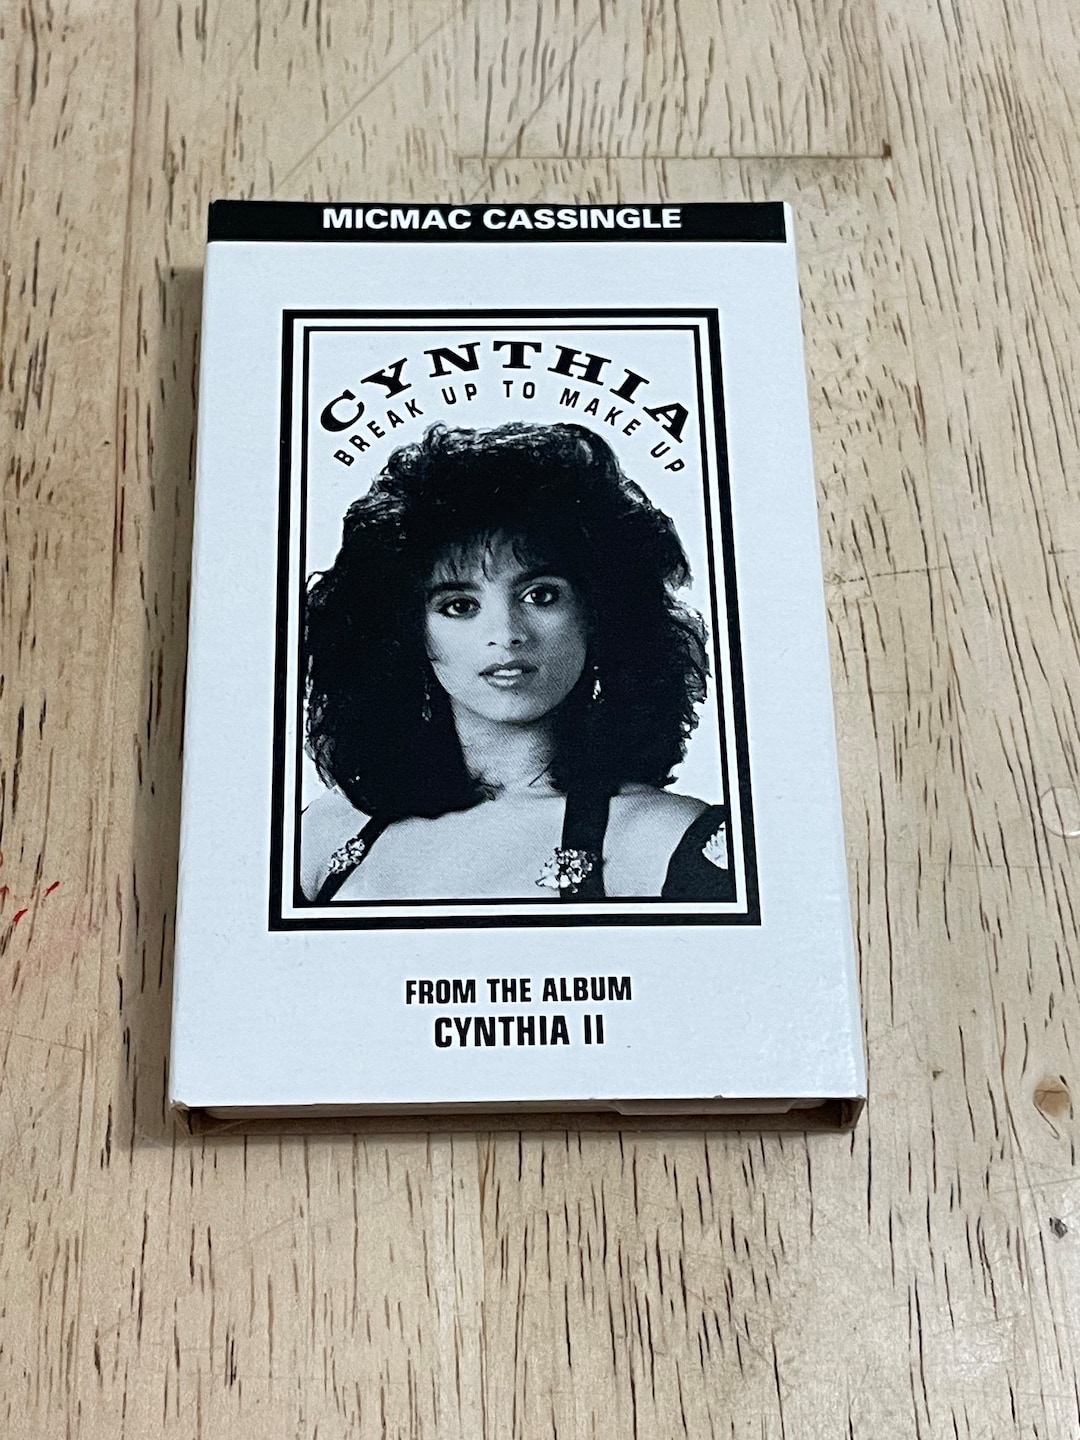 MICMAC CASSINGLE
CYNTHIA
BREAK UP TO MAKE UP
FROM THE ALBUM
CYNTHIA II